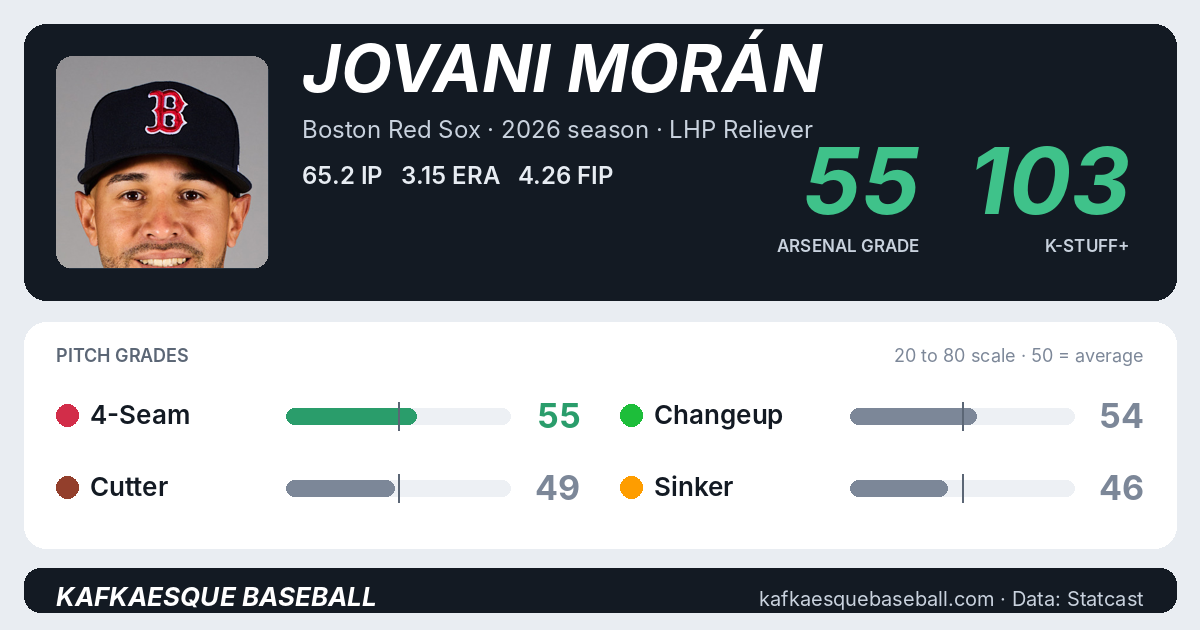 JOVANI MORÁN
Boston Red Sox · 2026 season · LHP Reliever
65.2 IP 3.15 ERA 4.26 FIP
55 103
ARSENAL GRADE K-STUFF+
B
PITCH GRADES 20 to 80 scale · 50 = average
4-Seam 55 Changeup 54
Cutter 49 Sinker 46
KAFKAESQUE BASEBALL kafkaesquebaseball.com · Data: Statcast